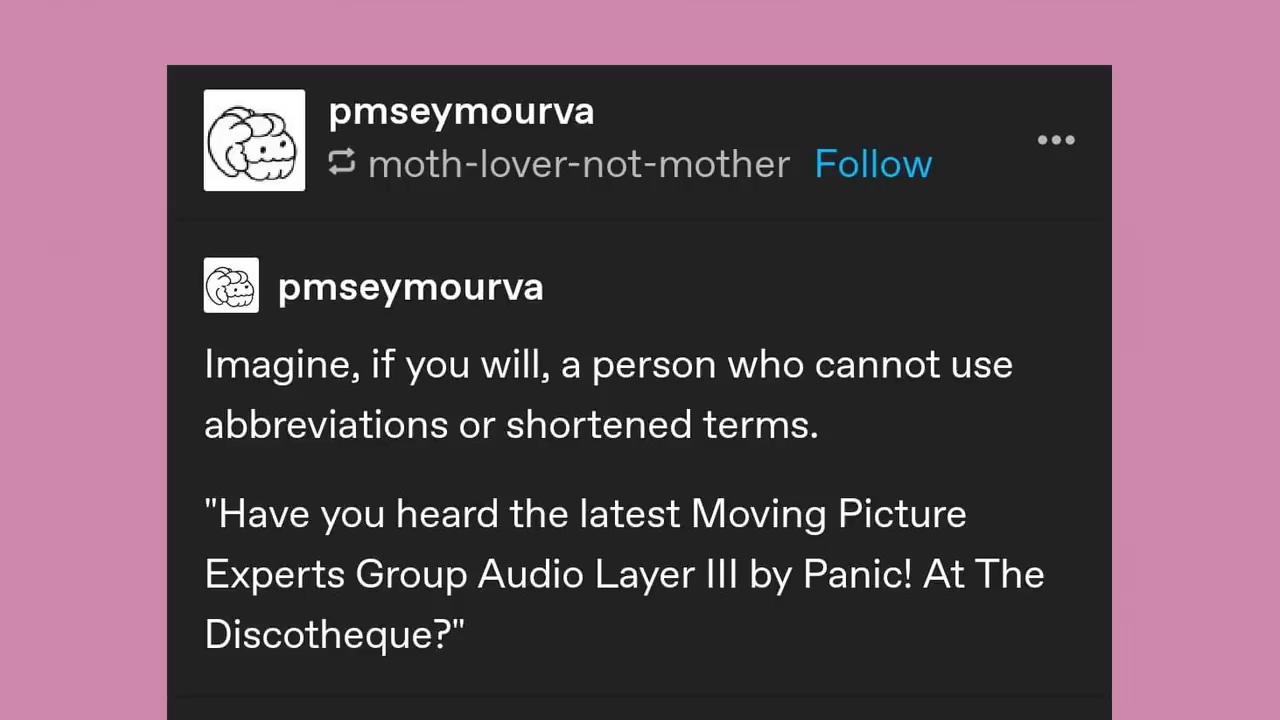 pmseymourva
moth-lover-not-mother Follow
pmseymourva
Imagine, if you will, a person who cannot use
abbreviations or shortened terms.
"Have you heard the latest Moving Picture
Experts Group Audio Layer III by Panic! At The
Discotheque?"